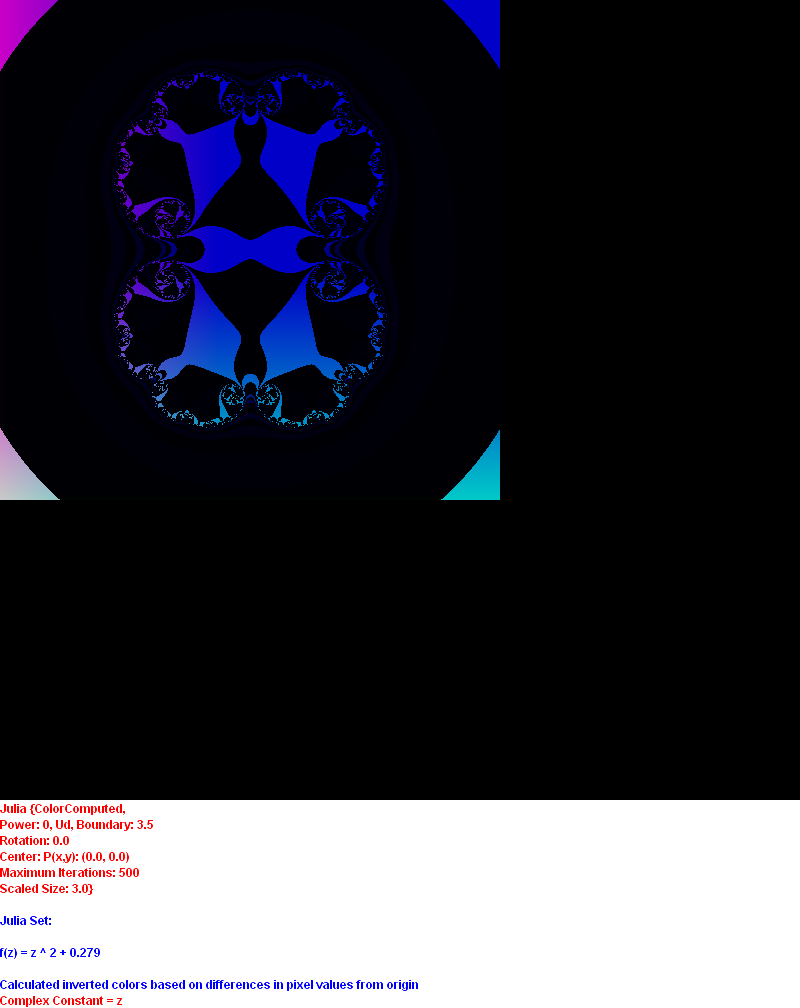 Julia {ColorComputed,
Power: 0, Ud, Boundary: 3.5
Rotation: 0.0
Center: P(x,y): (0.0, 0.0)
Maximum Iterations: 500
Scaled Size: 3.0}
Julia Set:
f(z) = z ^ 2 + 0.279
Calculated inverted colors based on differences in pixel values from origin
Complex Constant = z